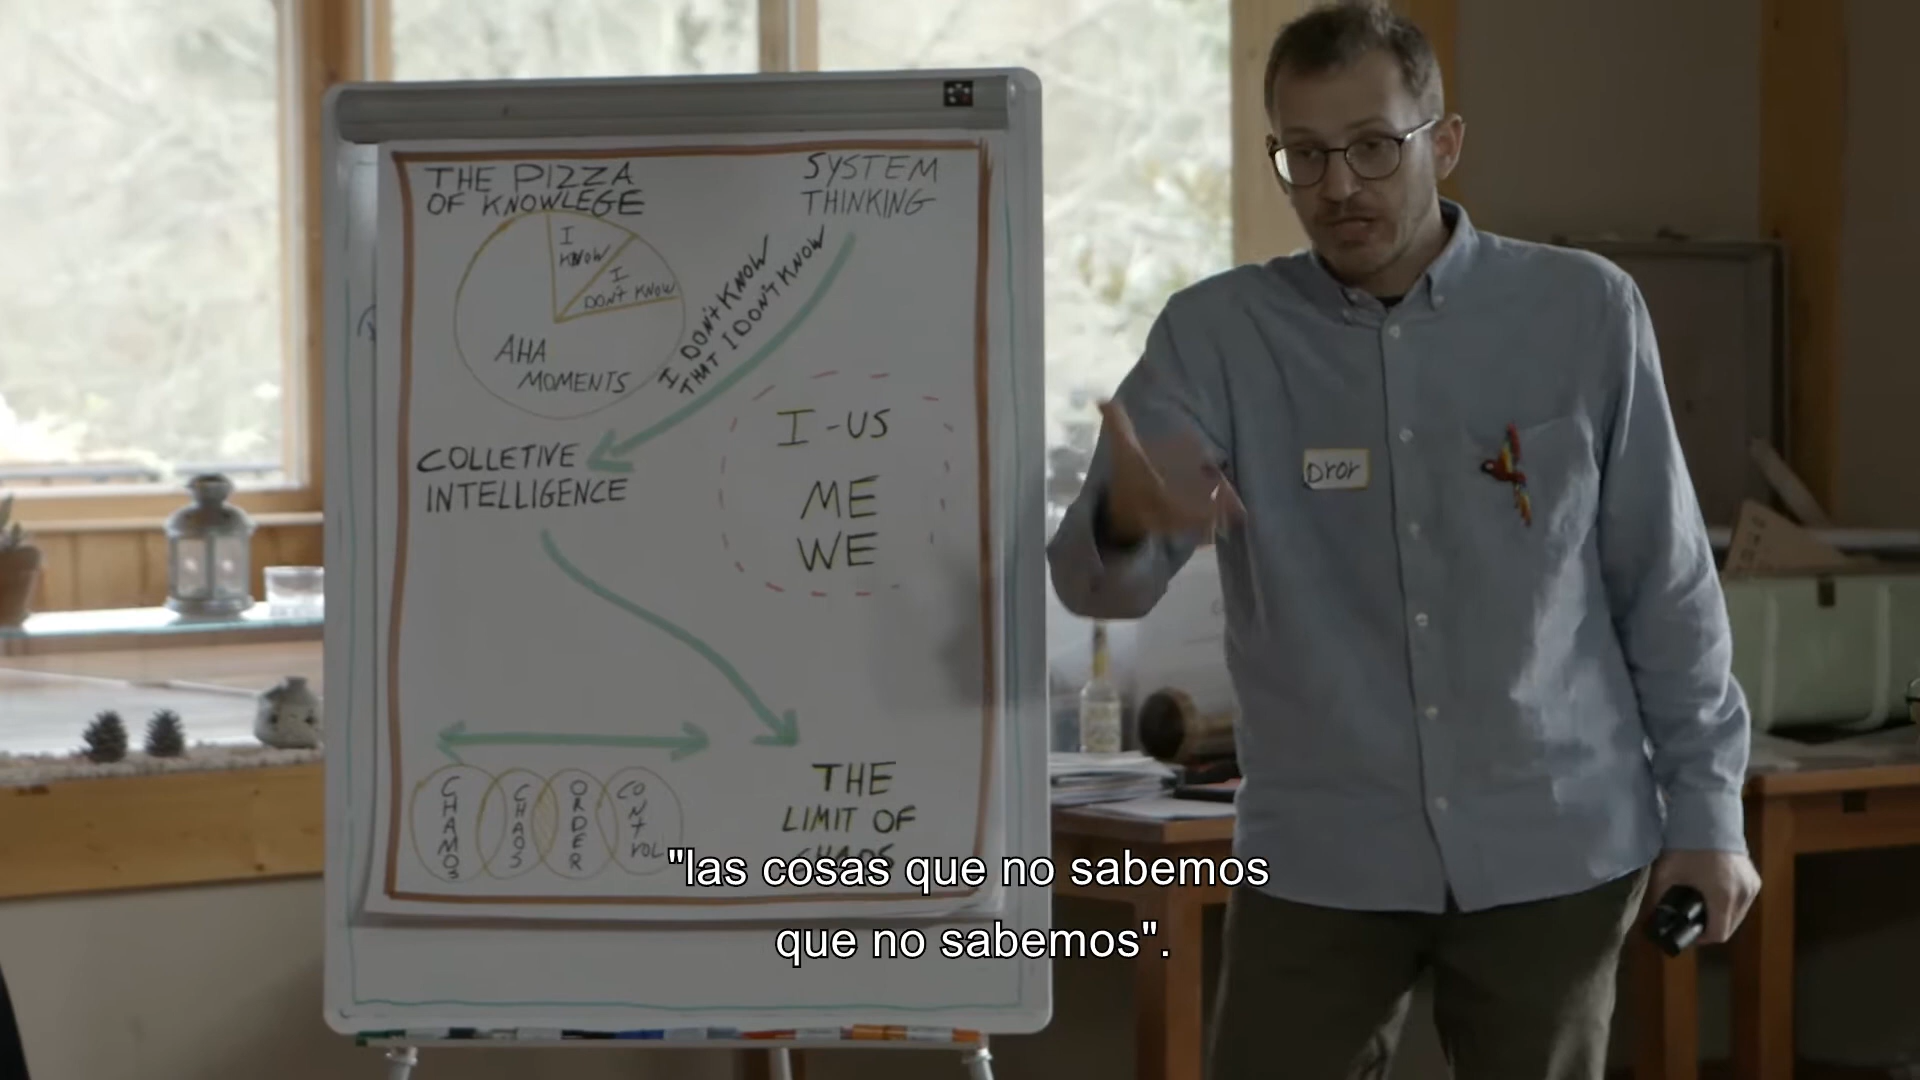 THE PIZZA
OF KNOWLEGE
I
KNOW
I
DON'T KNOW
AHA
MOMENTS
SYSTEM
THINKING
I DON'T KNOW
THAT I DON'T KNOW
COLLETIVE
INTELLIGENCE
I - US
ME
WE
CHAMOS
CHAOS
ORDER
CONTROL
THE
LIMIT OF
CHAOS
Dror
"las cosas que no sabemos
que no sabemos".